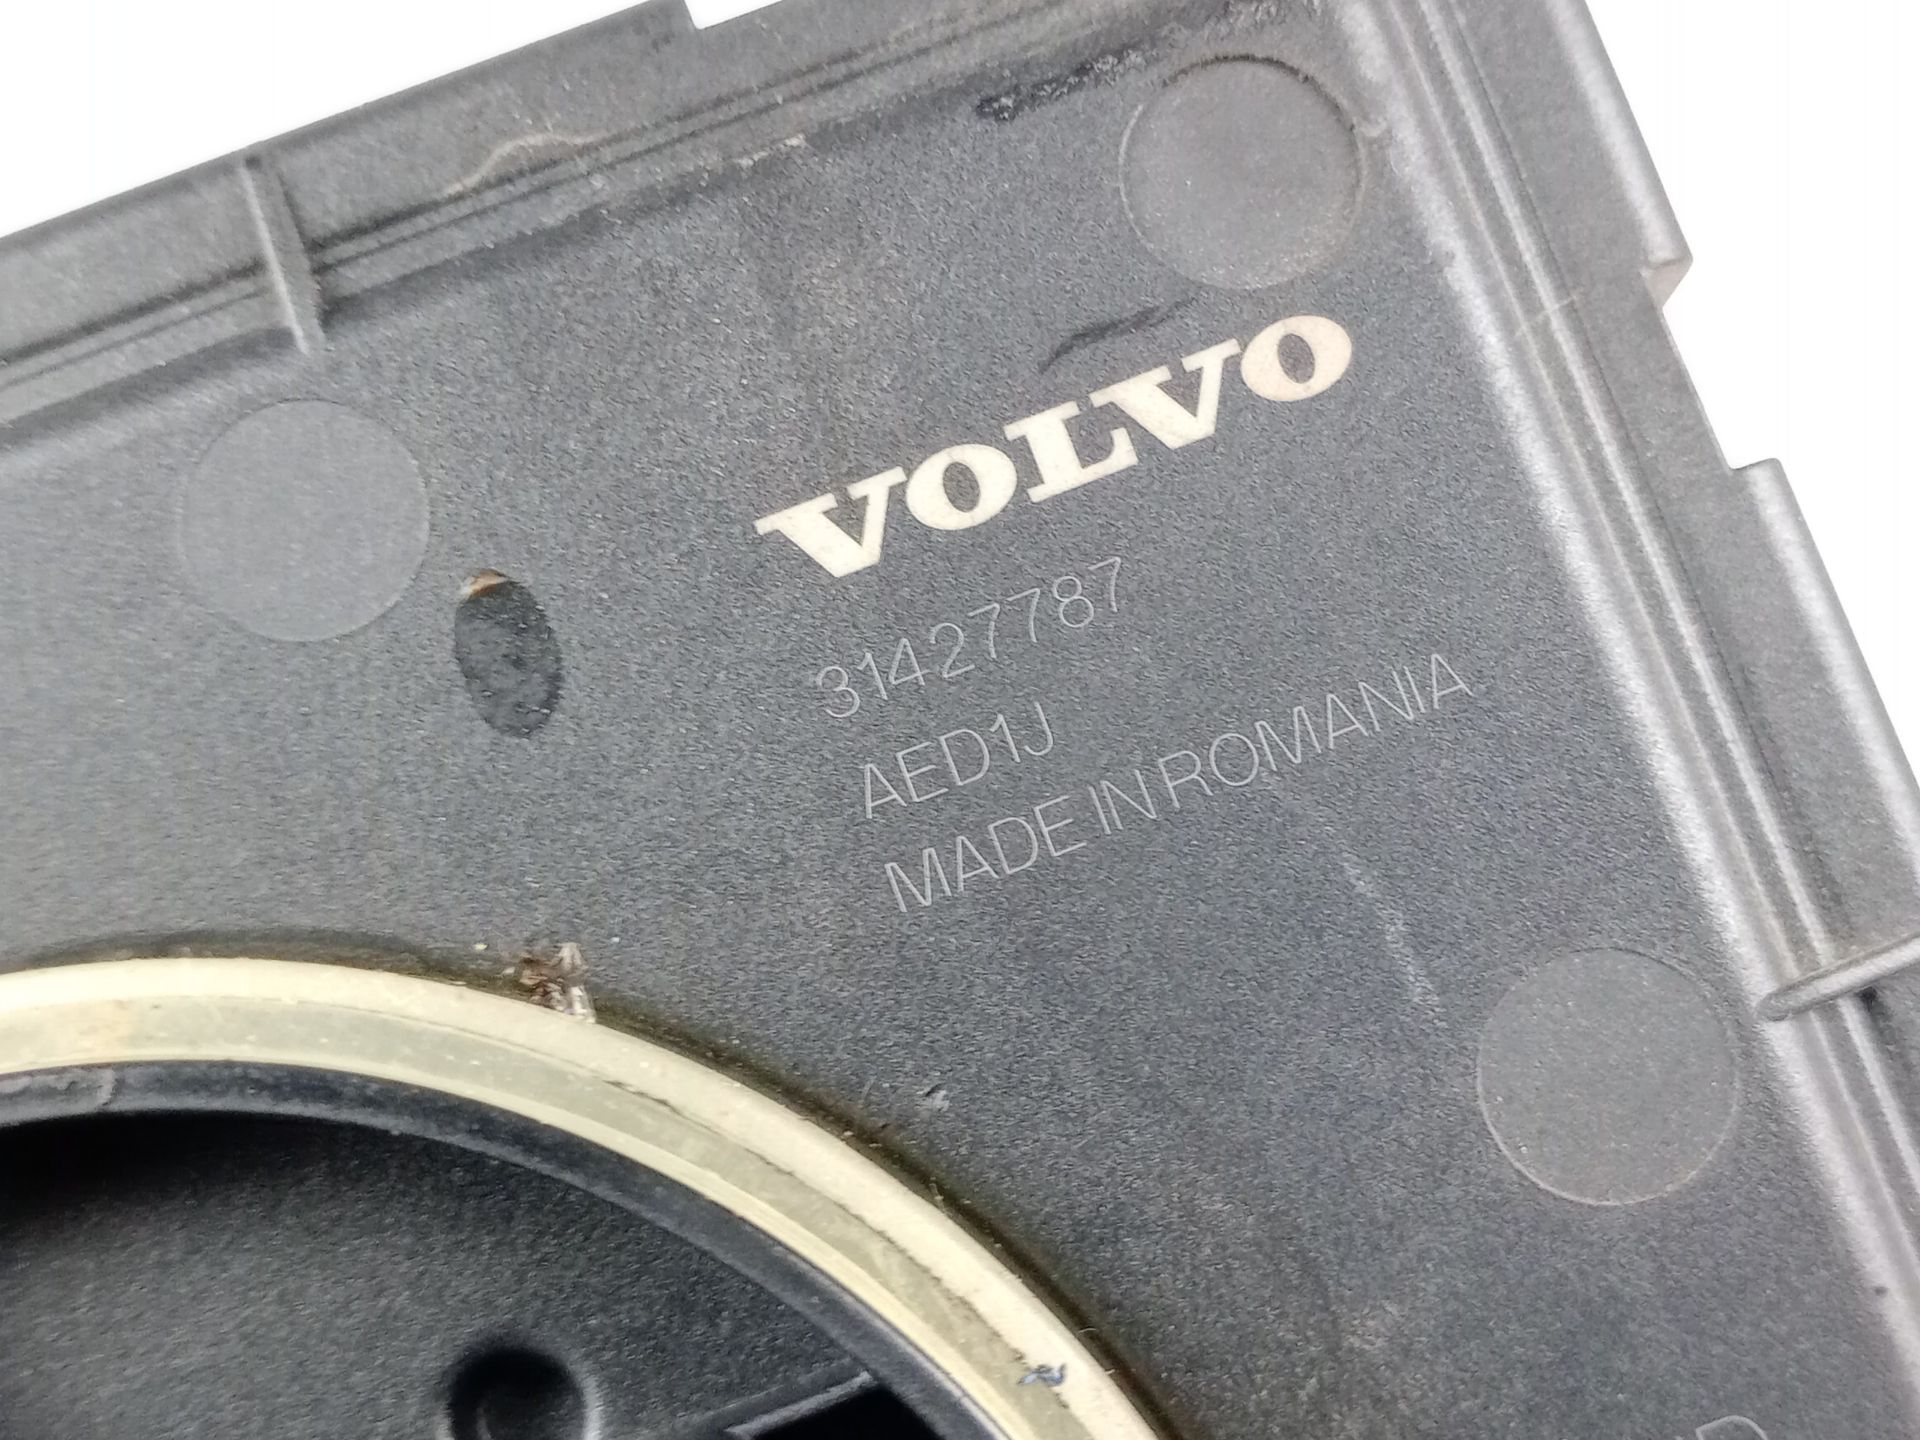 VOLVO
31427787
AED1J
MADE IN ROMANIA